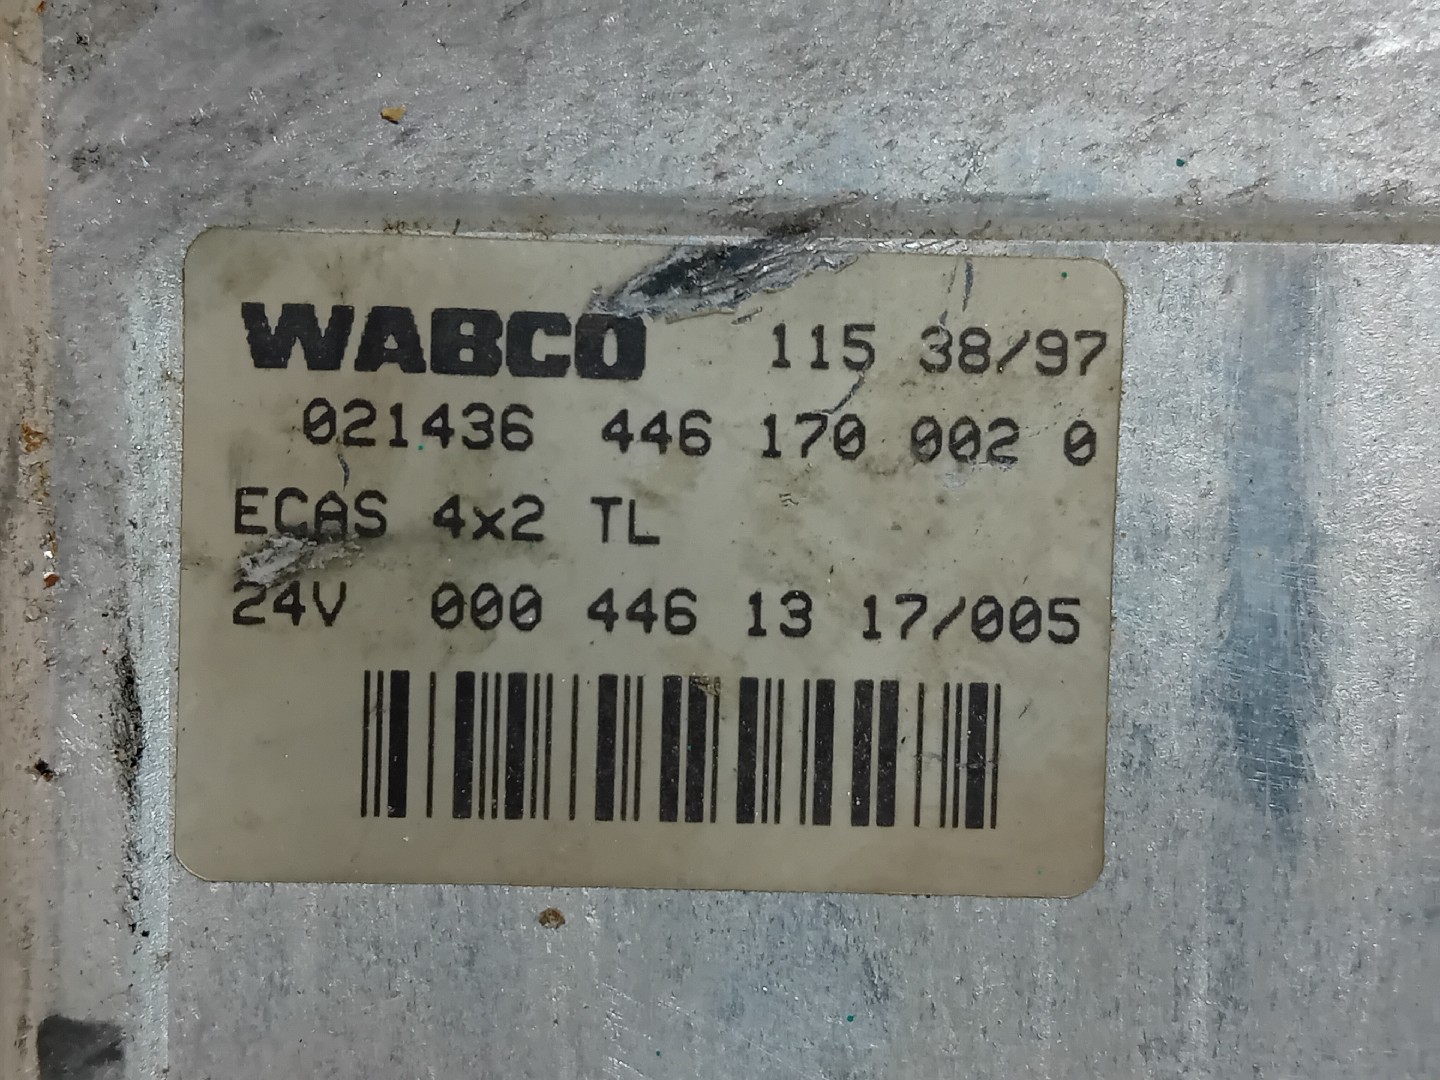 WABCO 115 38/97
021436 446 170 002 0
ECAS 4x2 TL
24V 000 446 13 17/005